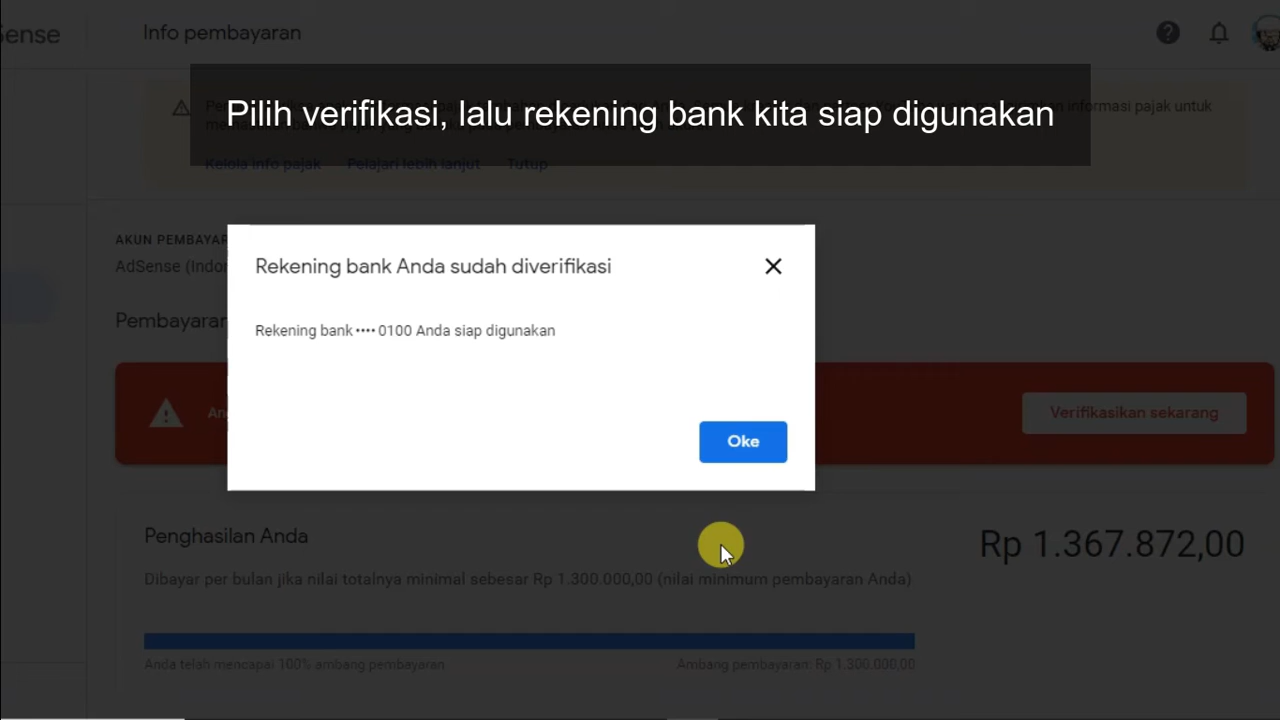 Sense
Info pembayaran
Pilih verifikasi, lalu rekening bank kita siap digunakan
informasi pajak untuk
Kelola info pajak Pelajari lebih lanjut Tutup
AKUN PEMBAYAR
AdSense (Indon
Pembayaran
Rekening bank Anda sudah diverifikasi
Rekening bank •••• 0100 Anda siap digunakan
Oke
Verifikasikan sekarang
Penghasilan Anda
Rp 1.367.872,00
Dibayar per bulan jika nilai totalnya minimal sebesar Rp 1.300.000,00 (nilai minimum pembayaran Anda)
Anda telah mencapai 100% ambang pembayaran
Ambang pembayaran: Rp 1.300.000,00